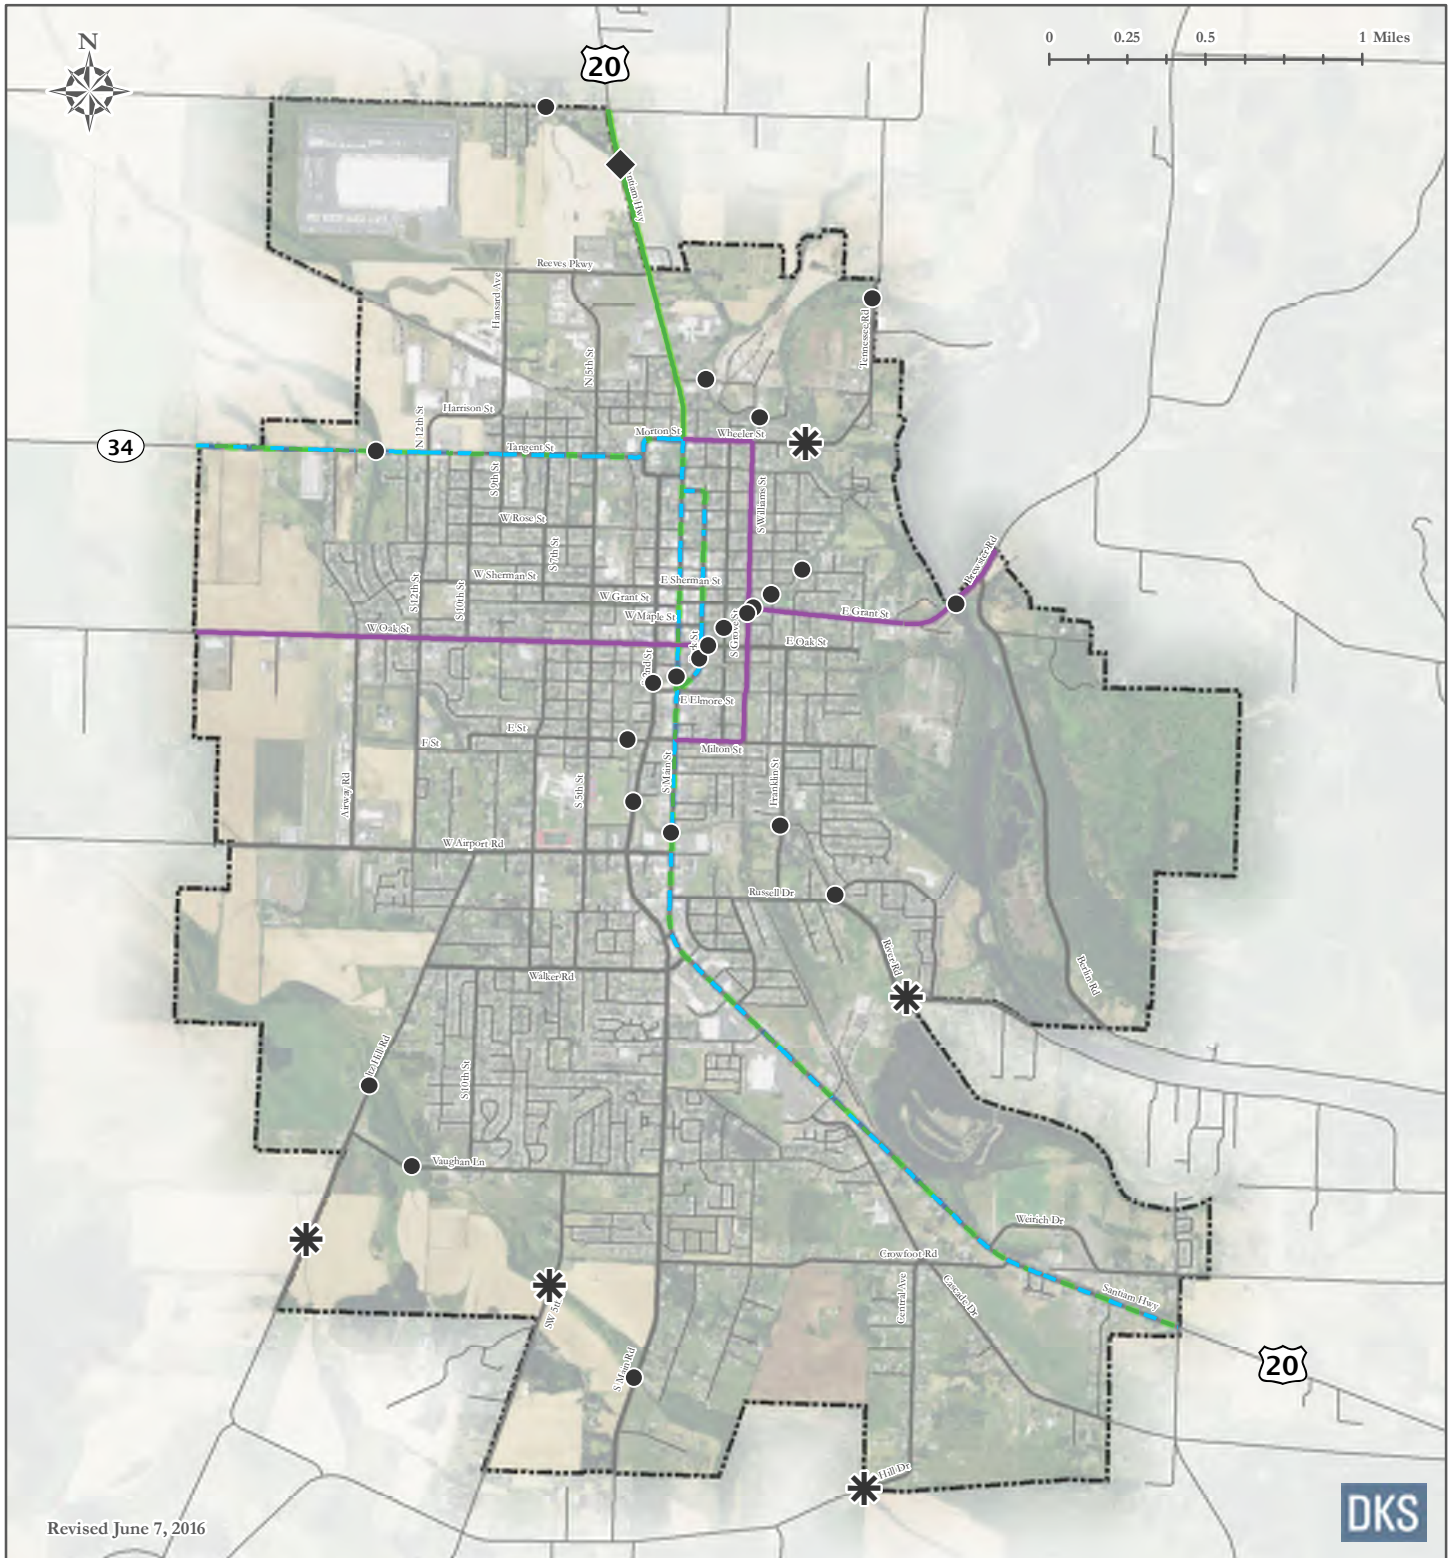 N
20
0 0.25 0.5 1 Miles
Reeves Pkwy
Hansard Ave
Tennessee Rd
N 5th St
Harrison St
N 12th St
34
Morton St
Wheeler St
Tangent St
S 9th St
S Williams St
W Rose St
S 7th St
W Sherman St
E Sherman St
S 12th St
S 10th St
W Grant St
W Maple St
E Grant St
Brewster Rd
W Oak St
S Grove St
E Oak St
E Elmore St
E St
F St
Milton St
S Main St
Airway Rd
S 5th St
Franklin St
W Airport Rd
Russell Dr
River Rd
Berlin Rd
Walker Rd
Hill Rd
S 10th St
Vaughan Ln
Weirich Dr
Crowfoot Rd
Central Ave
Cascade Dr
Santiam Hwy
SW 5th
20
S Main Rd
Hill Dr
Revised June 7, 2016
DKS